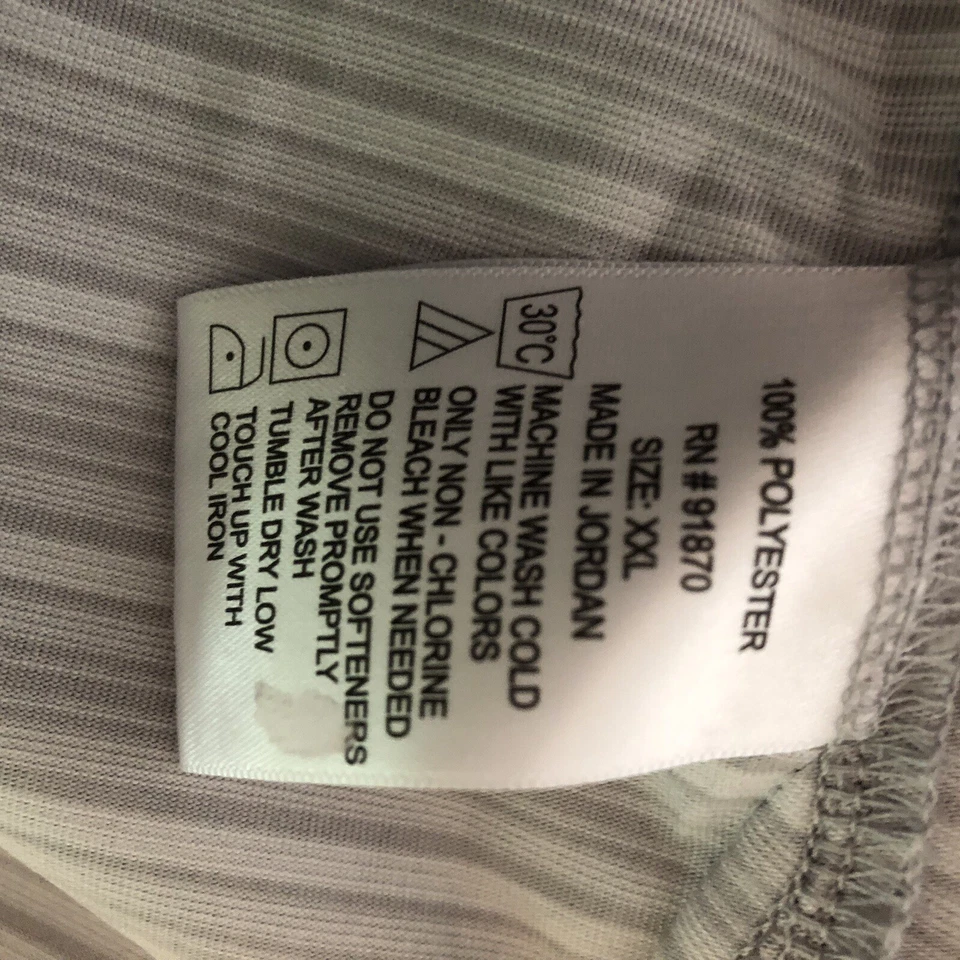 100% POLYESTER
RN # 91870
SIZE: XXL
MADE IN JORDAN
30°C
MACHINE WASH COLD
WITH LIKE COLORS
ONLY NON - CHLORINE
BLEACH WHEN NEEDED
DO NOT USE SOFTENERS
REMOVE PROMPTLY
AFTER WASH
TUMBLE DRY LOW
TOUCH UP WITH
COOL IRON